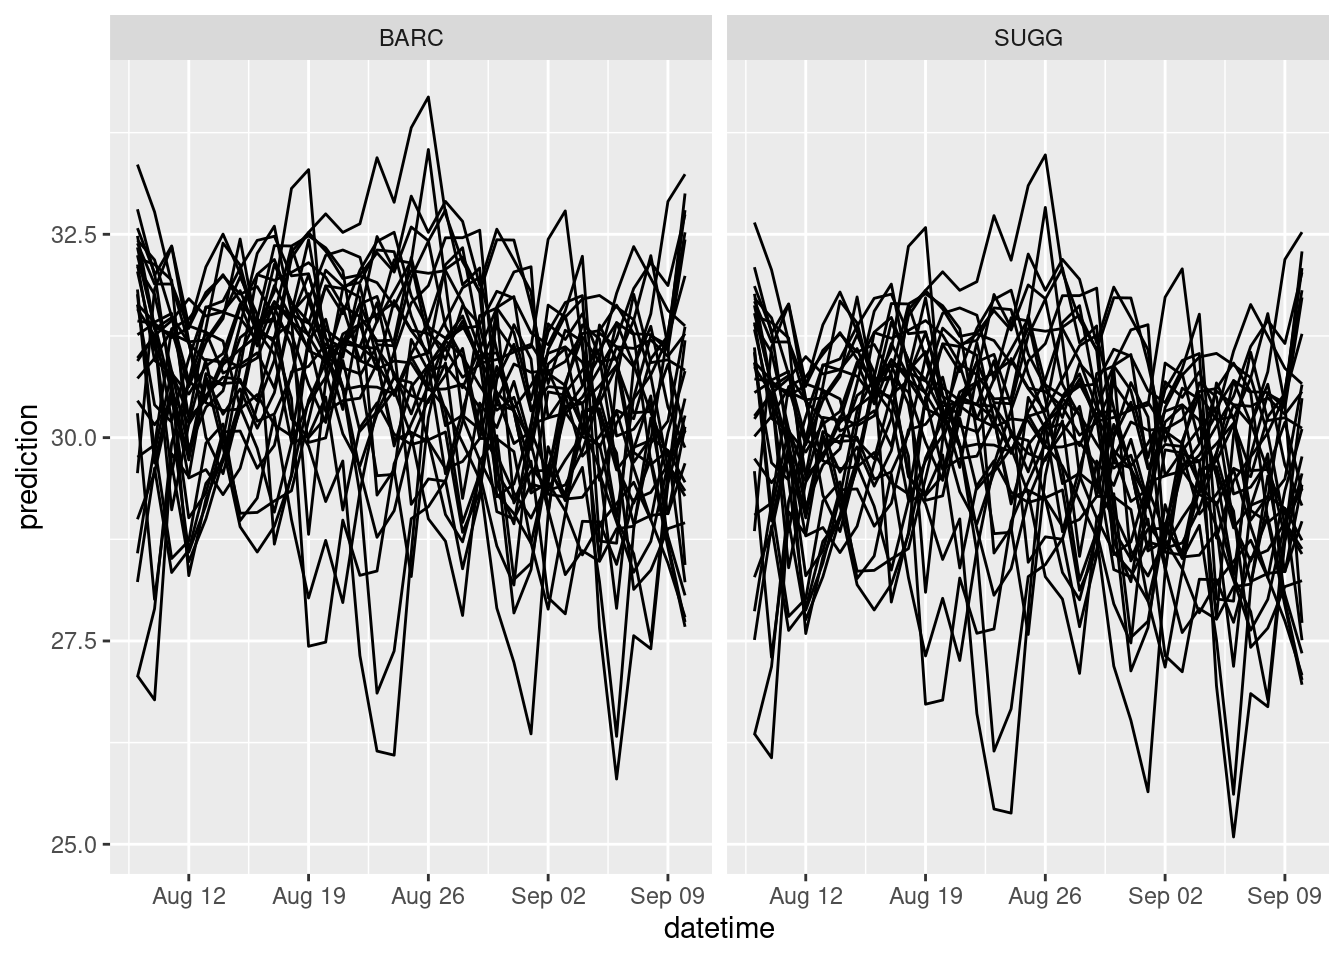 BARC SUGG
prediction
32.5
30.0
27.5
25.0
Aug 12 Aug 19 Aug 26 Sep 02 Sep 09 Aug 12 Aug 19 Aug 26 Sep 02 Sep 09
datetime